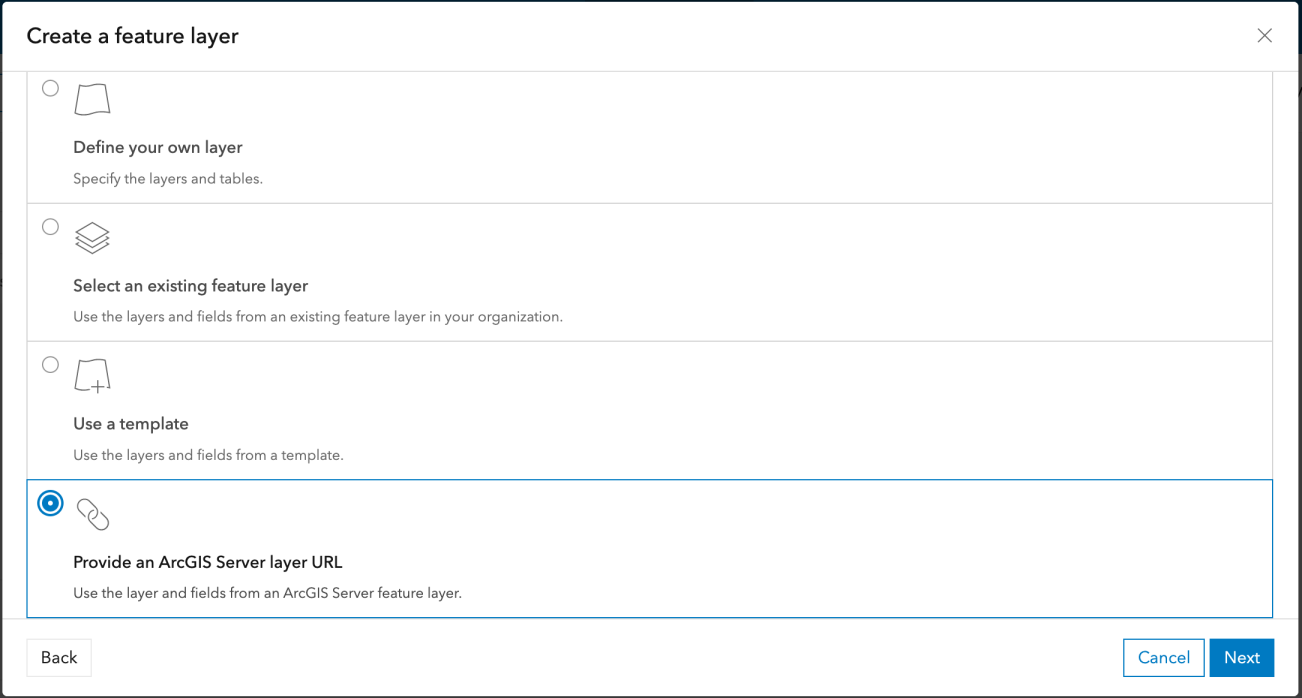 Create a feature layer
Define your own layer
Specify the layers and tables.
Select an existing feature layer
Use the layers and fields from an existing feature layer in your organization.
Use a template
Use the layers and fields from a template.
Provide an ArcGIS Server layer URL
Use the layer and fields from an ArcGIS Server feature layer.
Back
Cancel
Next